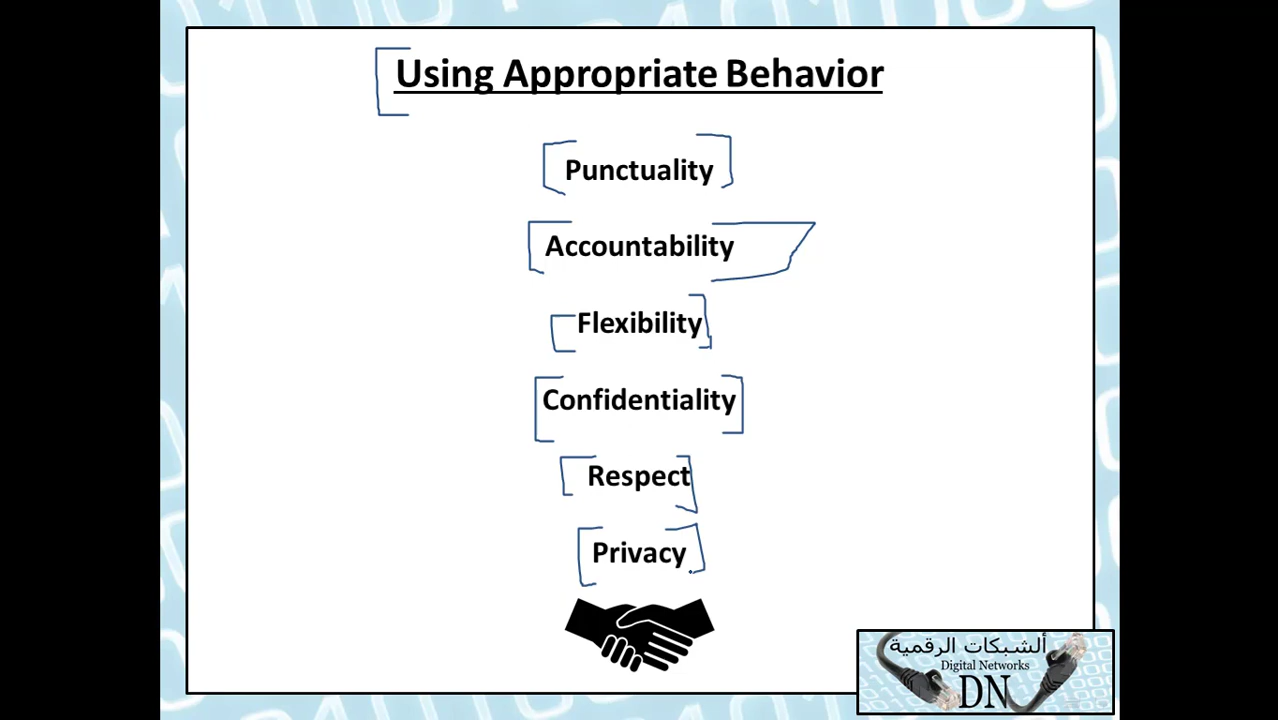 Using Appropriate Behavior
Punctuality
Accountability
Flexibility
Confidentiality
Respect
Privacy
ألشبكات الرقمية
Digital Networks
DN